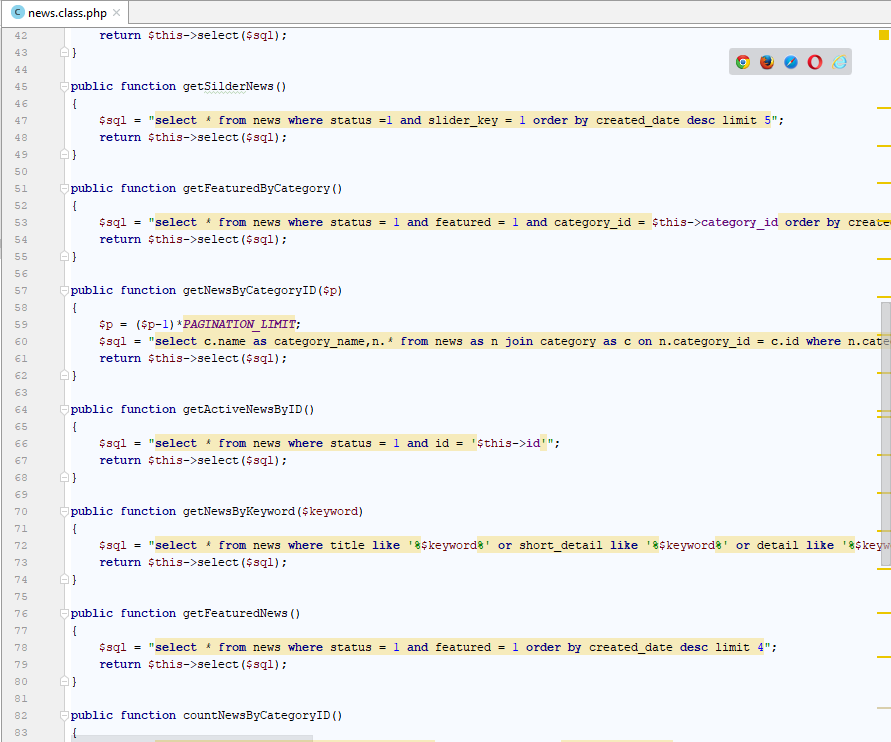 news.class.php
42 return $this->select($sql);
43 }
44
45 public function getSilderNews()
46 {
47 $sql = "select * from news where status =1 and slider_key = 1 order by created_date desc limit 5";
48 return $this->select($sql);
49 }
50
51 public function getFeaturedByCategory()
52 {
53 $sql = "select * from news where status = 1 and featured = 1 and category_id = $this->category_id order by create
54 return $this->select($sql);
55 }
56
57 public function getNewsByCategoryID($p)
58 {
59 $p = ($p-1)*PAGINATION_LIMIT;
60 $sql = "select c.name as category_name,n.* from news as n join category as c on n.category_id = c.id where n.cate
61 return $this->select($sql);
62 }
63
64 public function getActiveNewsByID()
65 {
66 $sql = "select * from news where status = 1 and id = '$this->id'";
67 return $this->select($sql);
68 }
69
70 public function getNewsByKeyword($keyword)
71 {
72 $sql = "select * from news where title like '%$keyword%' or short_detail like '%$keyword%' or detail like '%$keyw
73 return $this->select($sql);
74 }
75
76 public function getFeaturedNews()
77 {
78 $sql = "select * from news where status = 1 and featured = 1 order by created_date desc limit 4";
79 return $this->select($sql);
80 }
81
82 public function countNewsByCategoryID()
83 {